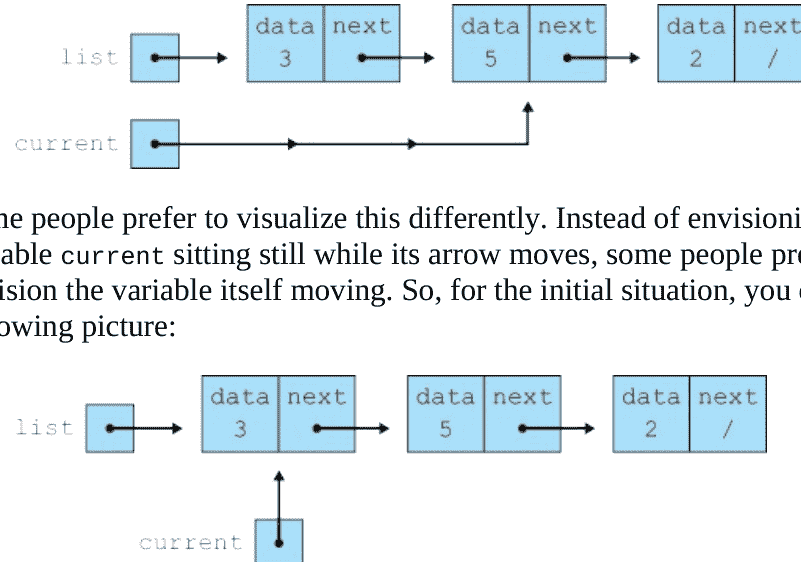 data next data next data next
list 3 5 2 /
current
me people prefer to visualize this differently. Instead of envisioni
able current sitting still while its arrow moves, some people pre
ision the variable itself moving. So, for the initial situation, you
owing picture:
data next data next data next
list 3 5 2 /
current